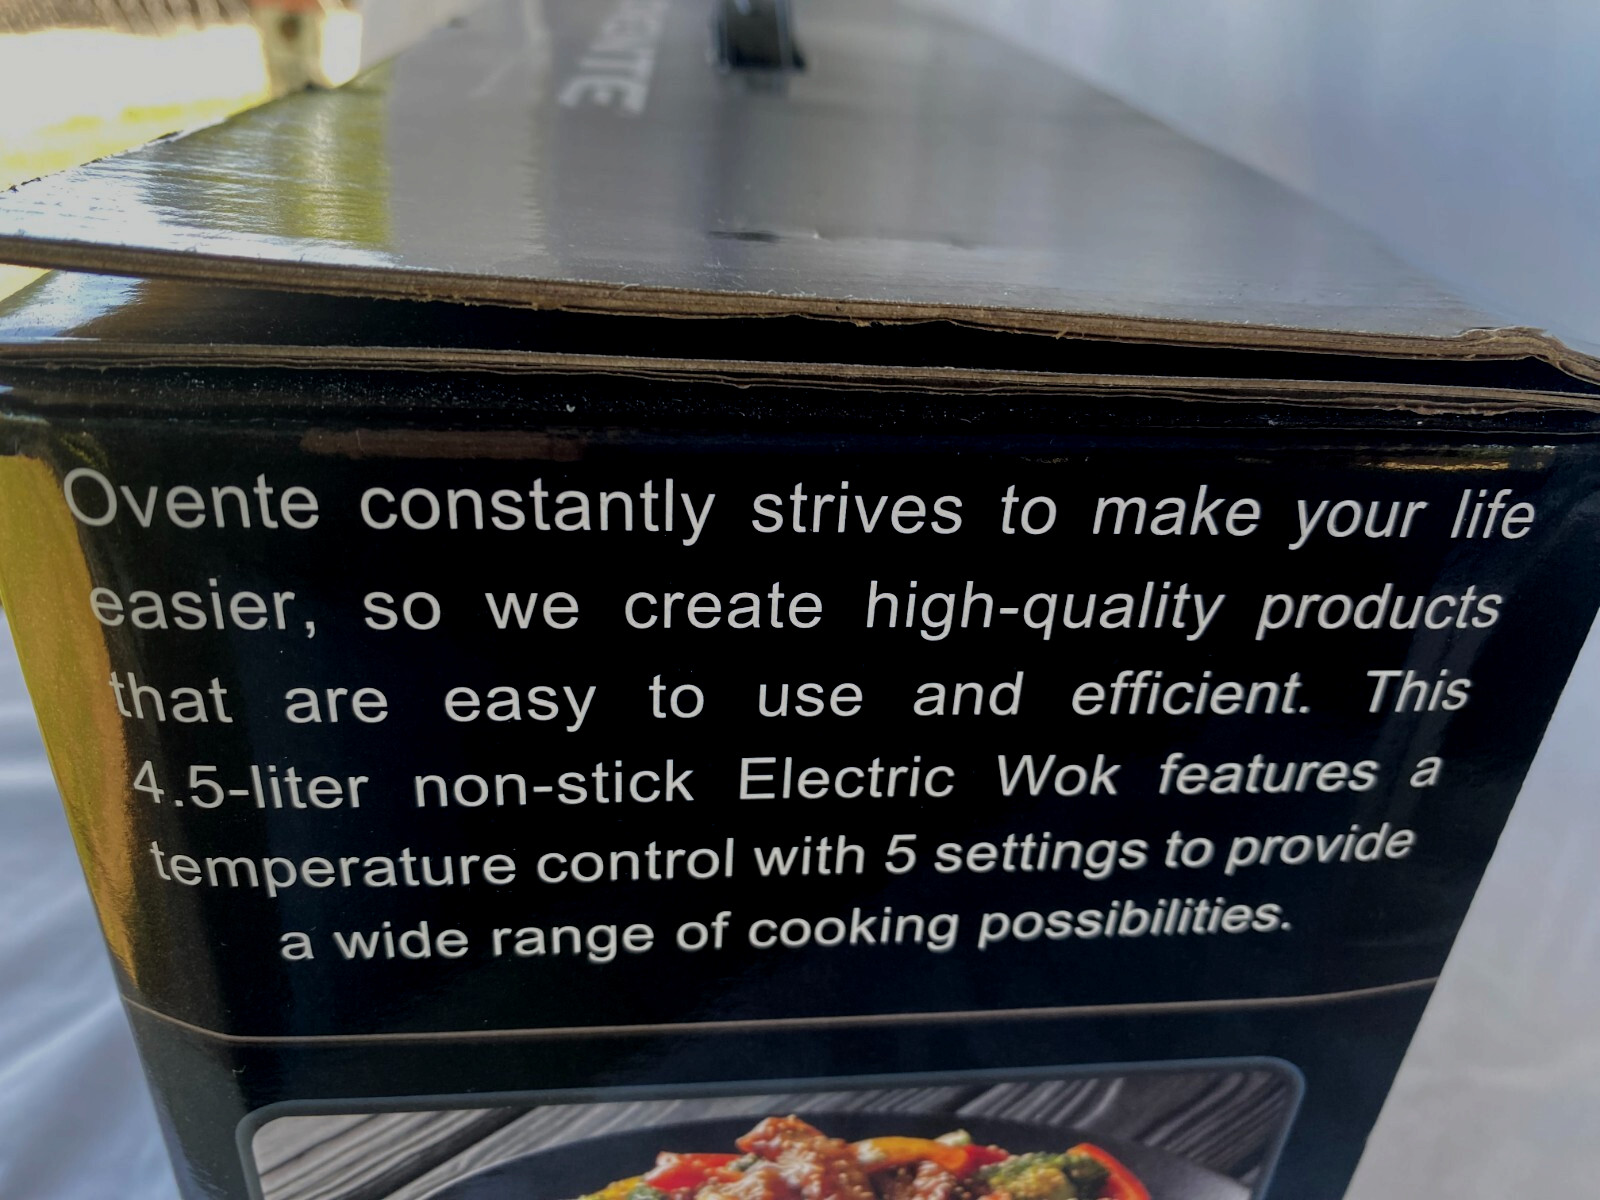 Ovente constantly strives to make your life
easier, so we create high-quality products
that are easy to use and efficient. This
4.5-liter non-stick Electric Wok features a
temperature control with 5 settings to provide
a wide range of cooking possibilities.